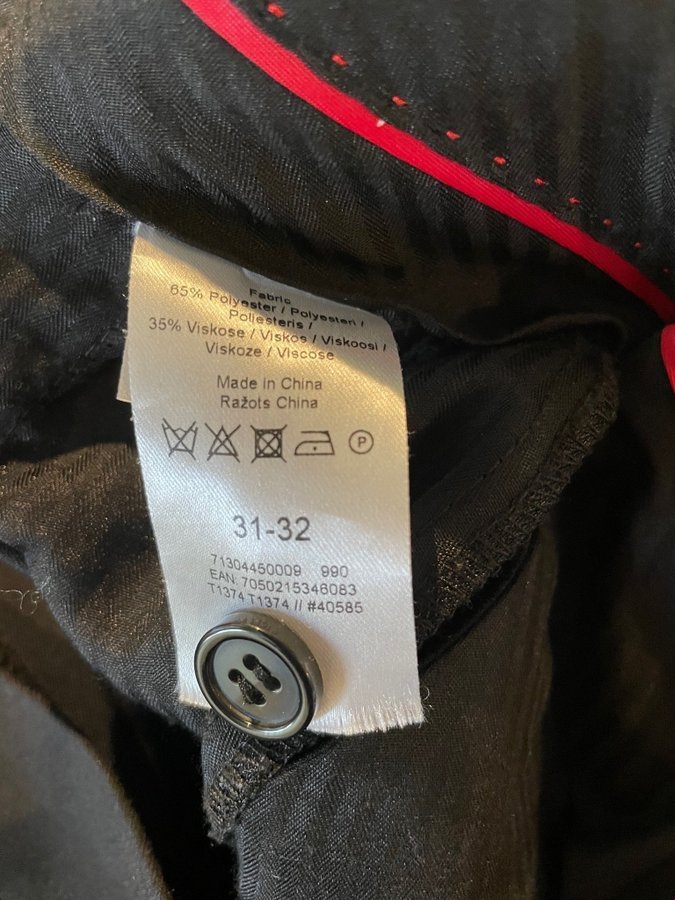 Fabric
65% Polyester / Polyesteri /
Poliesteris /
35% Viskose / Viskos / Viskoosi /
Viskoze / Viscose
Made in China
Ražots China
P
31-32
71304450009 990
EAN: 7050215346083
T1374 T1374 // #40585